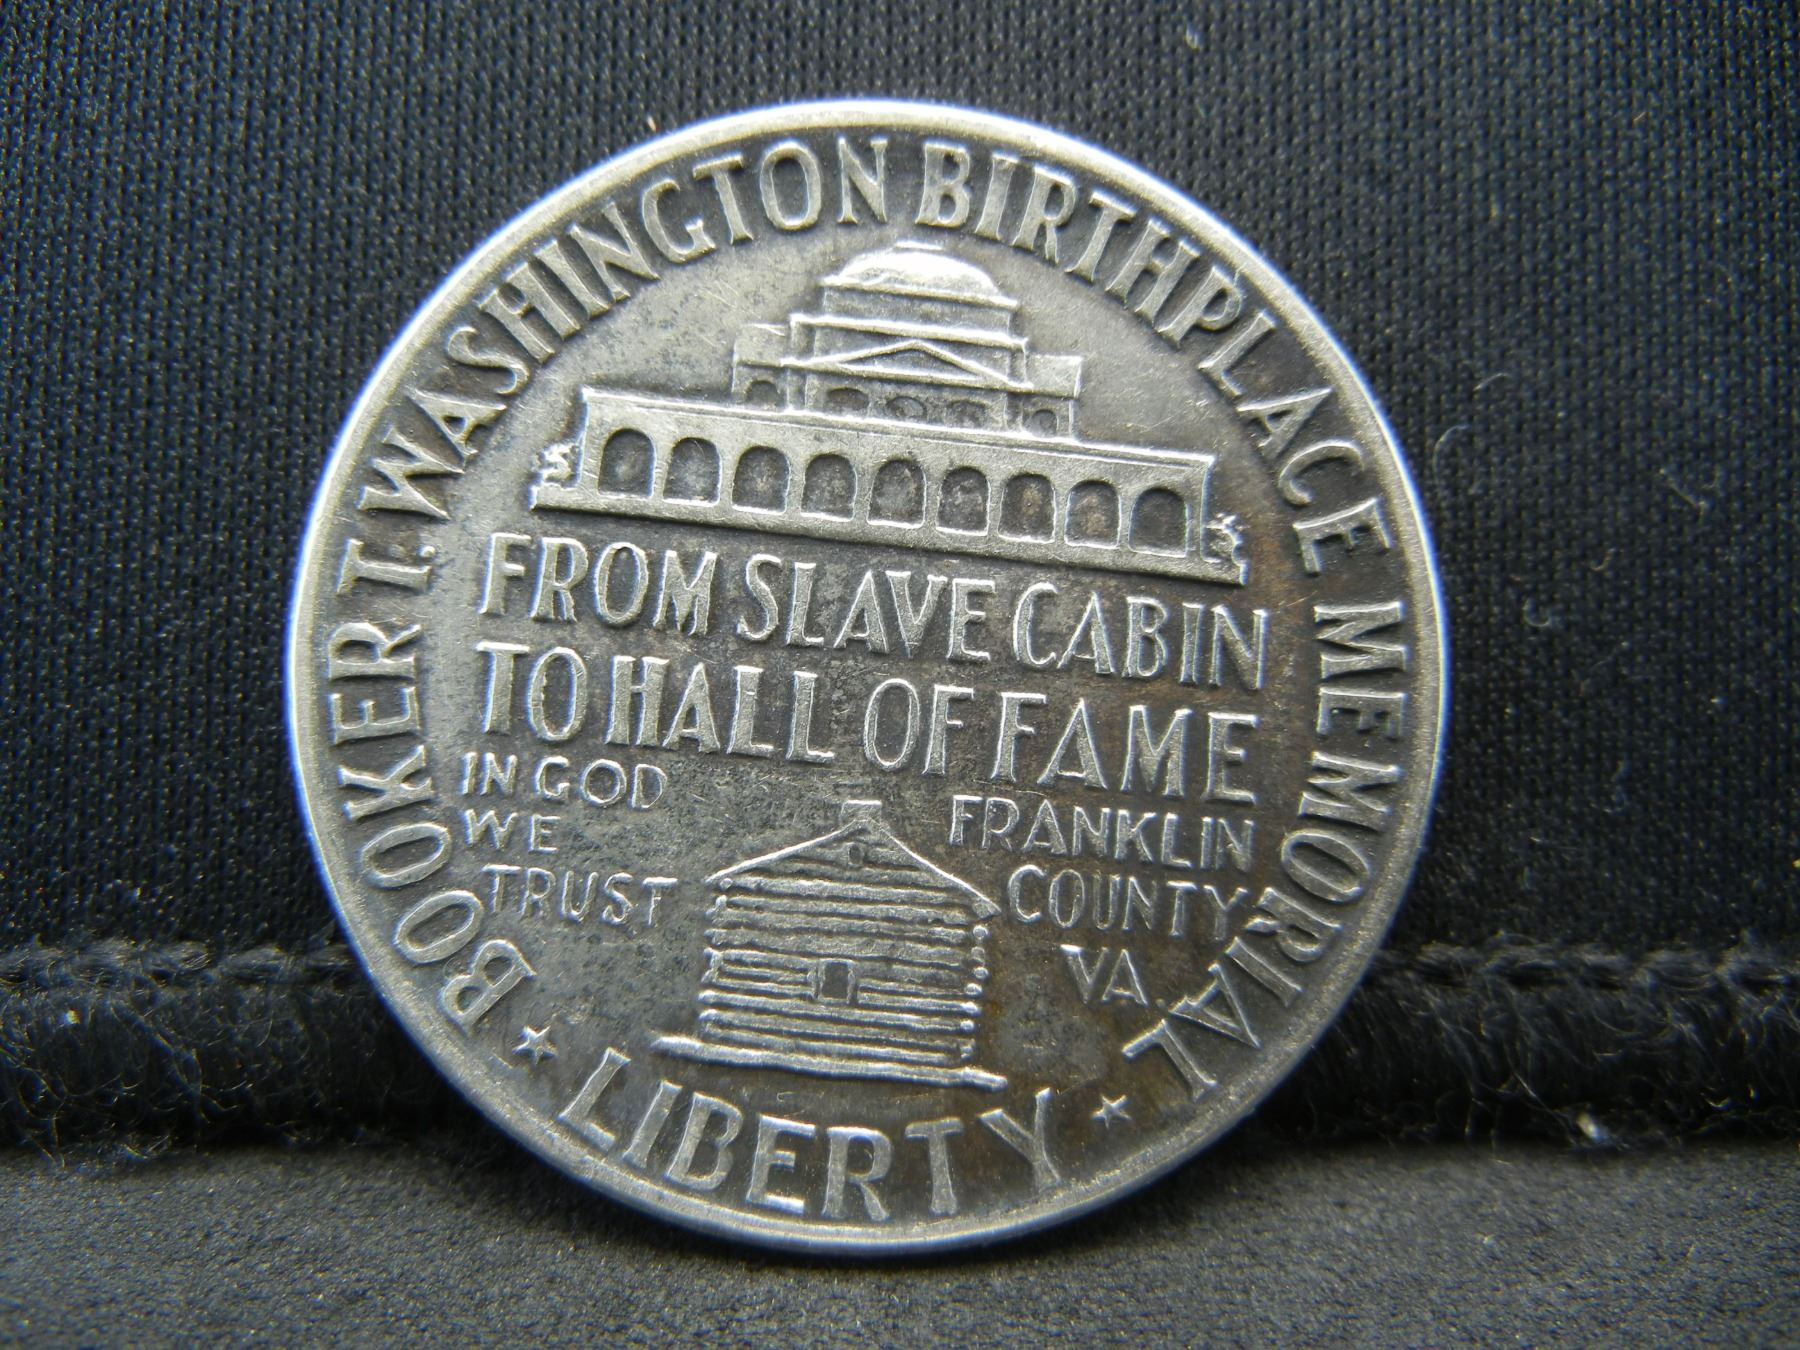 BOOKER T. WASHINGTON BIRTHPLACE MEMORIAL
FROM SLAVE CABIN
TO HALL OF FAME
IN GOD
WE
TRUST
FRANKLIN
COUNTY
VA.
★ LIBERTY ★